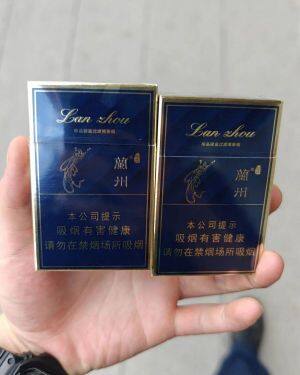 Lan zhou
蘭州
本公司提示
吸烟有害健康
请勿在禁烟场所吸烟
Lan zhou
蘭州
本公司提示
吸烟有害健康
请勿在禁烟场所吸烟